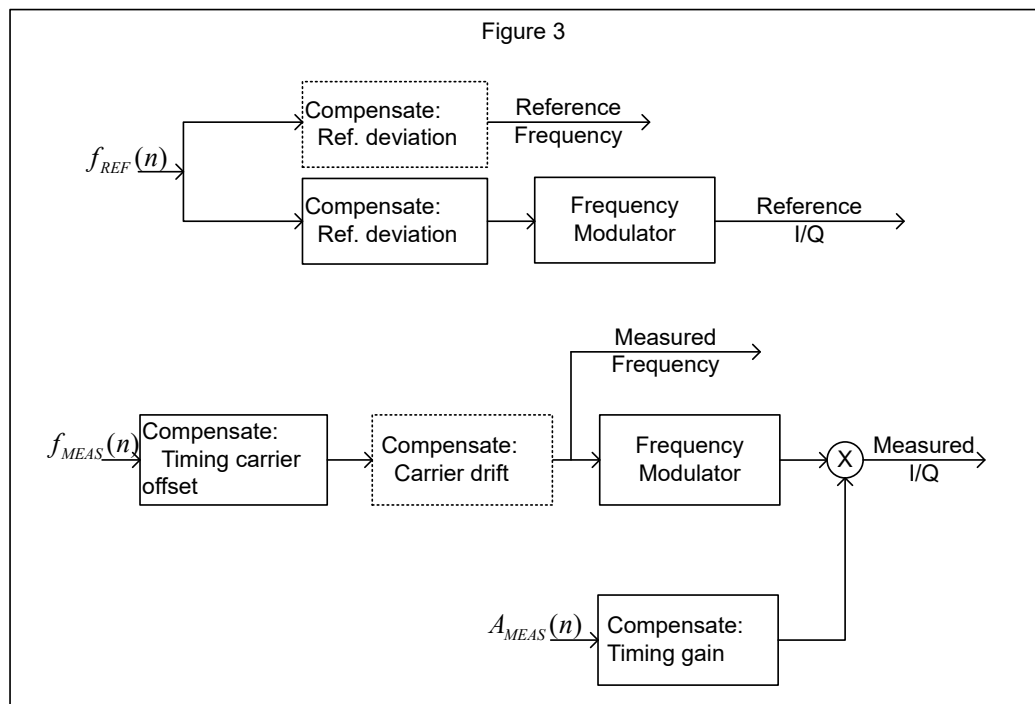 Figure 3
Compensate:
Ref. deviation
Reference
Frequency
f_REF(n)
Compensate:
Ref. deviation
Frequency
Modulator
Reference
I/Q
Measured
Frequency
f_MEAS(n)
Compensate:
Timing carrier
offset
Compensate:
Carrier drift
Frequency
Modulator
X
Measured
I/Q
A_MEAS(n)
Compensate:
Timing gain